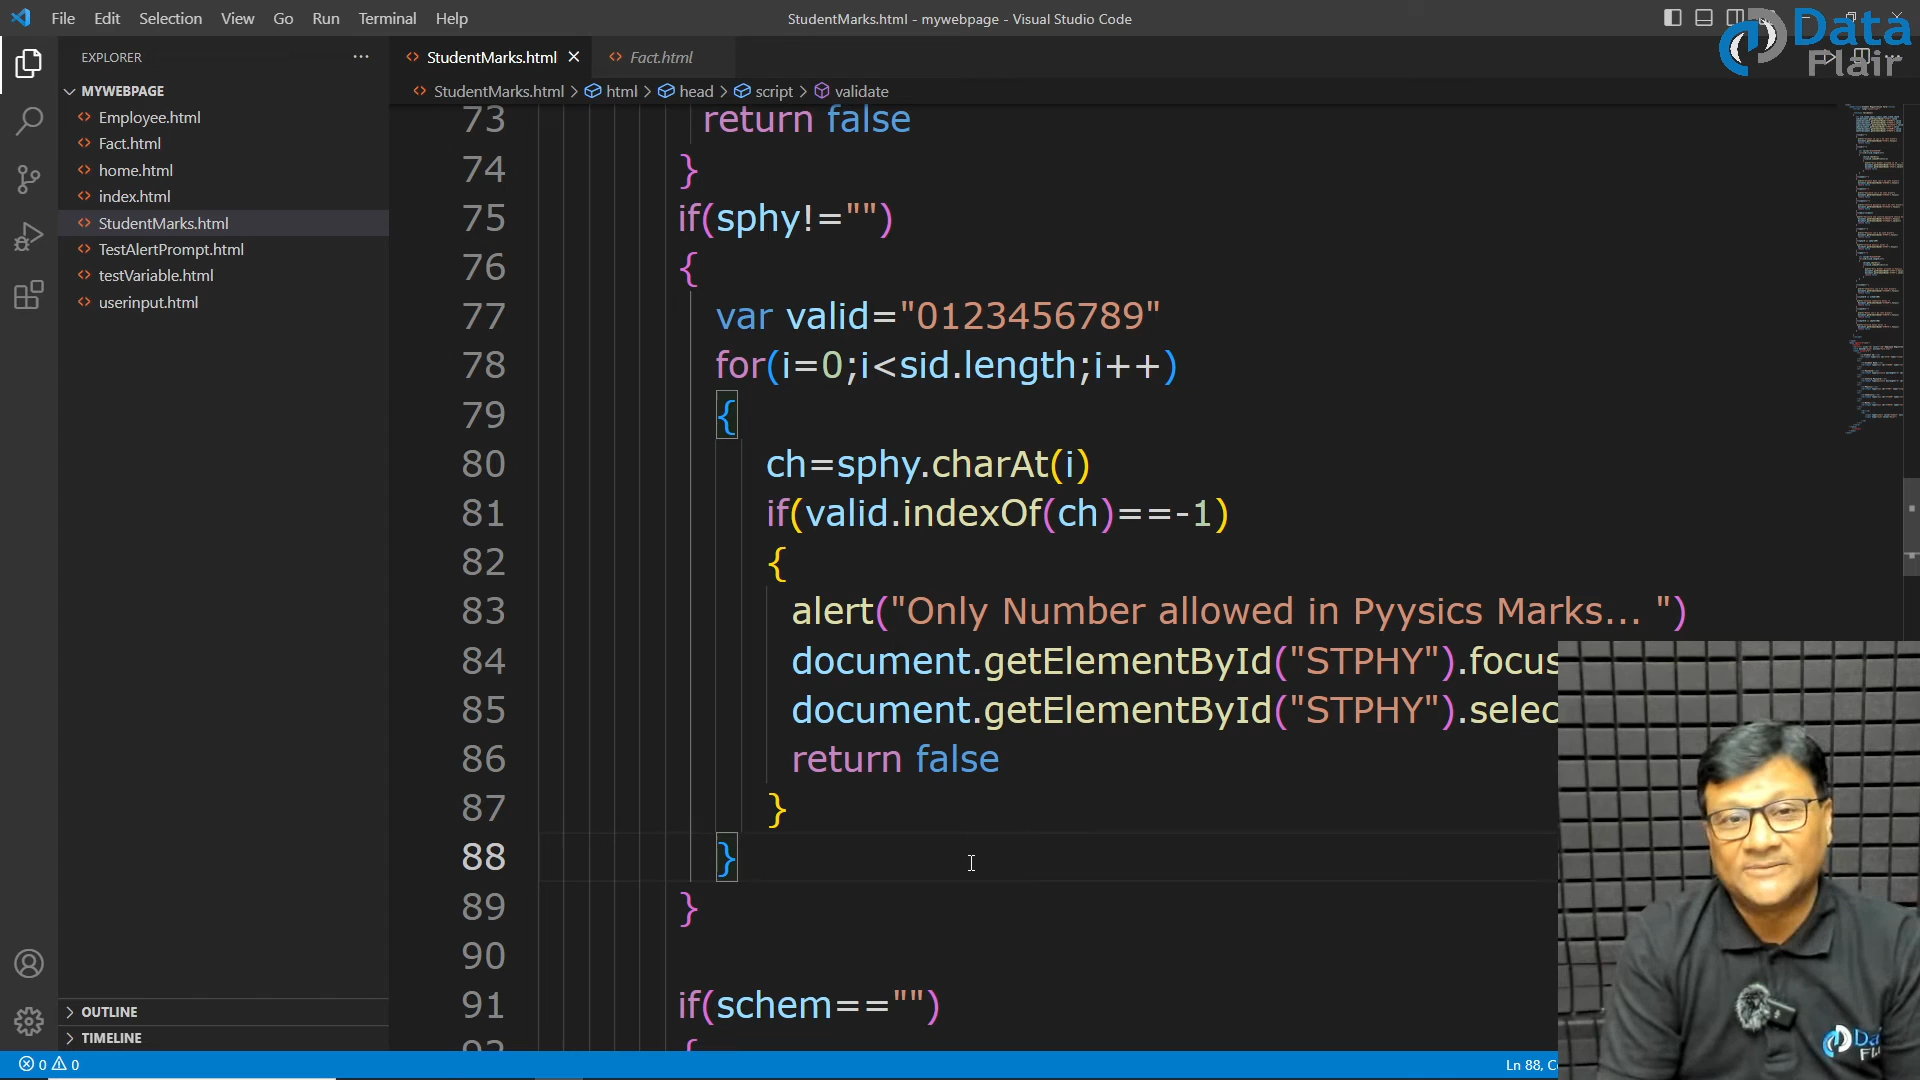 File Edit Selection View Go Run Terminal Help
StudentMarks.html - mywebpage - Visual Studio Code
Data
Flair
EXPLORER
MYWEBPAGE
Employee.html
Fact.html
home.html
index.html
StudentMarks.html
TestAlertPrompt.html
testVariable.html
userinput.html
OUTLINE
TIMELINE
StudentMarks.html Fact.html
StudentMarks.html > html > head > script > validate
73 return false
74 }
75 if(sphy!="")
76 {
77 var valid="0123456789"
78 for(i=0;i<sid.length;i++)
79 {
80 ch=sphy.charAt(i)
81 if(valid.indexOf(ch)==-1)
82 {
83 alert("Only Number allowed in Pyysics Marks... ")
84 document.getElementById("STPHY").focus
85 document.getElementById("STPHY").selec
86 return false
87 }
88 }
89 }
90
91 if(schem=="")
92 {
0 0
Ln 88, C